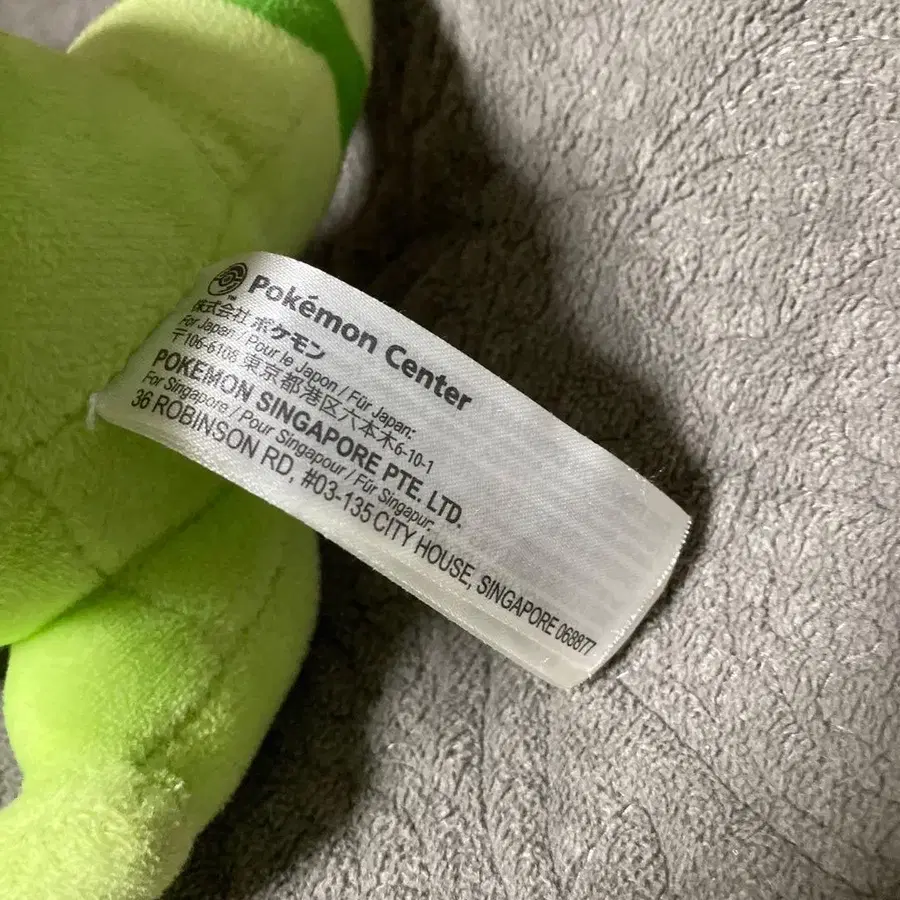 Pokémon Center
株式会社 ポケモン
For Japan / Pour le Japon / Für Japan:
〒106-6108 東京都港区六本木6-10-1
POKEMON SINGAPORE PTE. LTD.
For Singapore / Pour Singapour / Für Singapur:
36 ROBINSON RD, #03-135 CITY HOUSE, SINGAPORE 068877